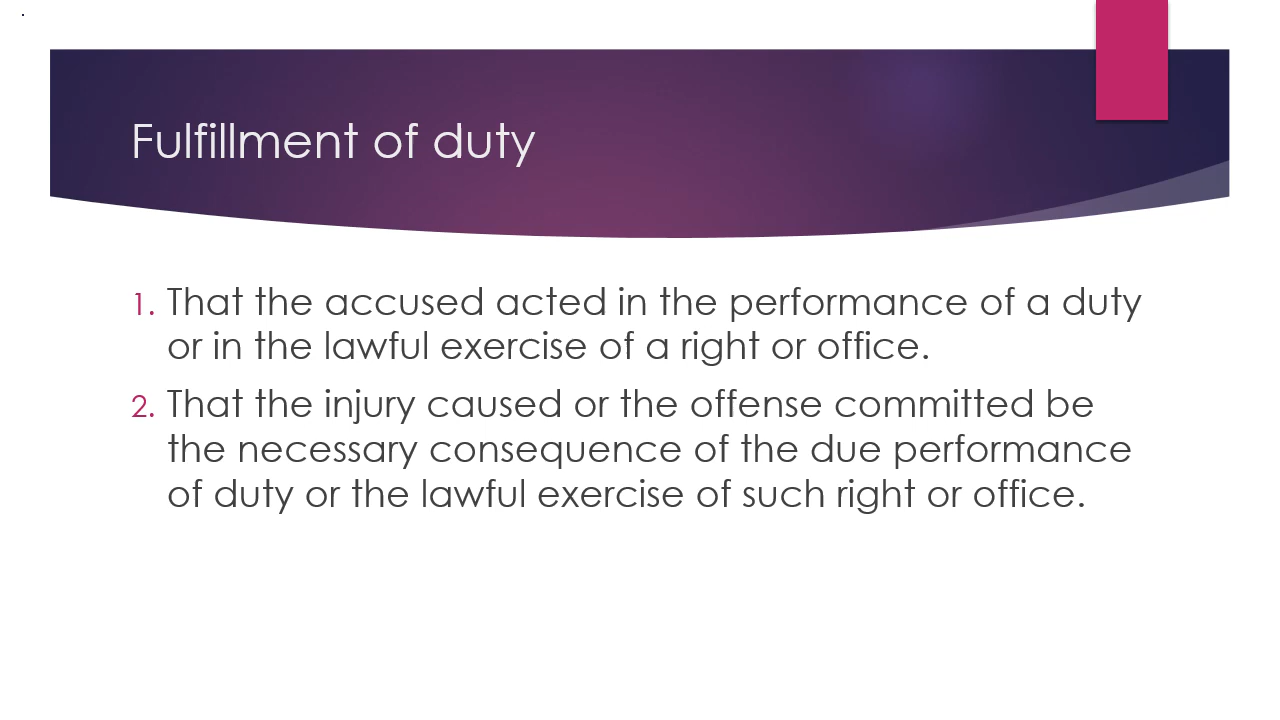 .
Fulfillment of duty
1. That the accused acted in the performance of a duty
or in the lawful exercise of a right or office.
2. That the injury caused or the offense committed be
the necessary consequence of the due performance
of duty or the lawful exercise of such right or office.